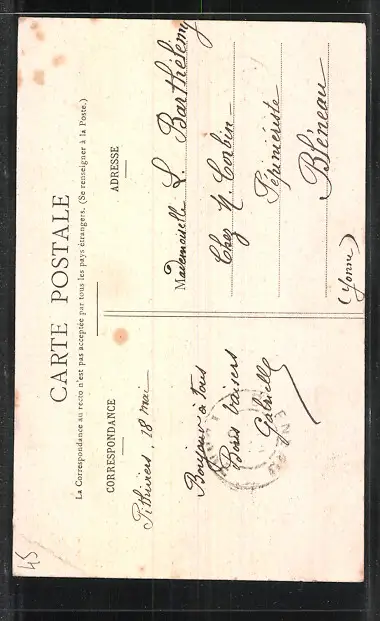 CARTE POSTALE
La Correspondance au recto n'est pas acceptée par tous les pays étrangers. (Se renseigner à la Poste.)
CORRESPONDANCE
Pithiviers, 18 mai
Bonjour à tous
Bons baisers
Gabrielle
ADRESSE
Mademoiselle L. Barthélemy
Chez M. Corbin
Pépiniériste
Bléneau
(Yonne)
45